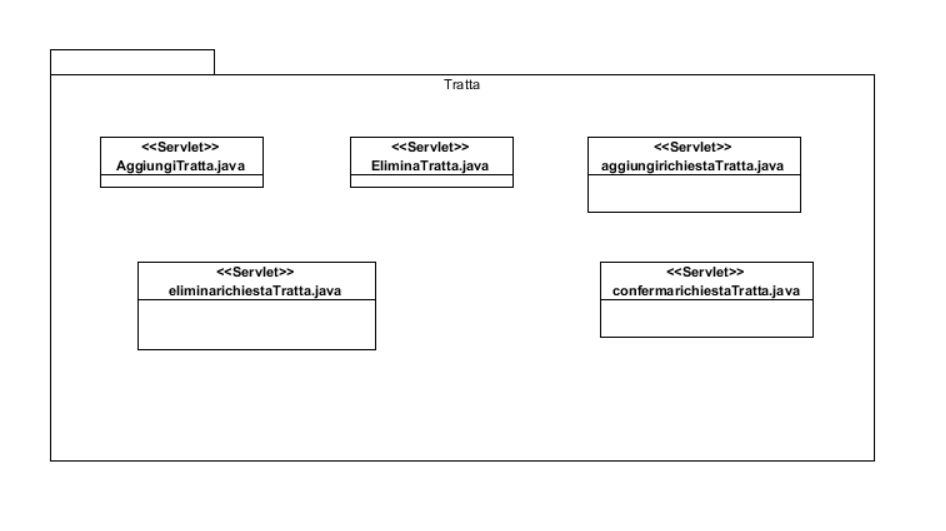 Tratta
<<Servlet>>
AggiungiTratta.java
<<Servlet>>
EliminaTratta.java
<<Servlet>>
aggiungirichiestaTratta.java
<<Servlet>>
eliminarichiestaTratta.java
<<Servlet>>
confermarichiestaTratta.java